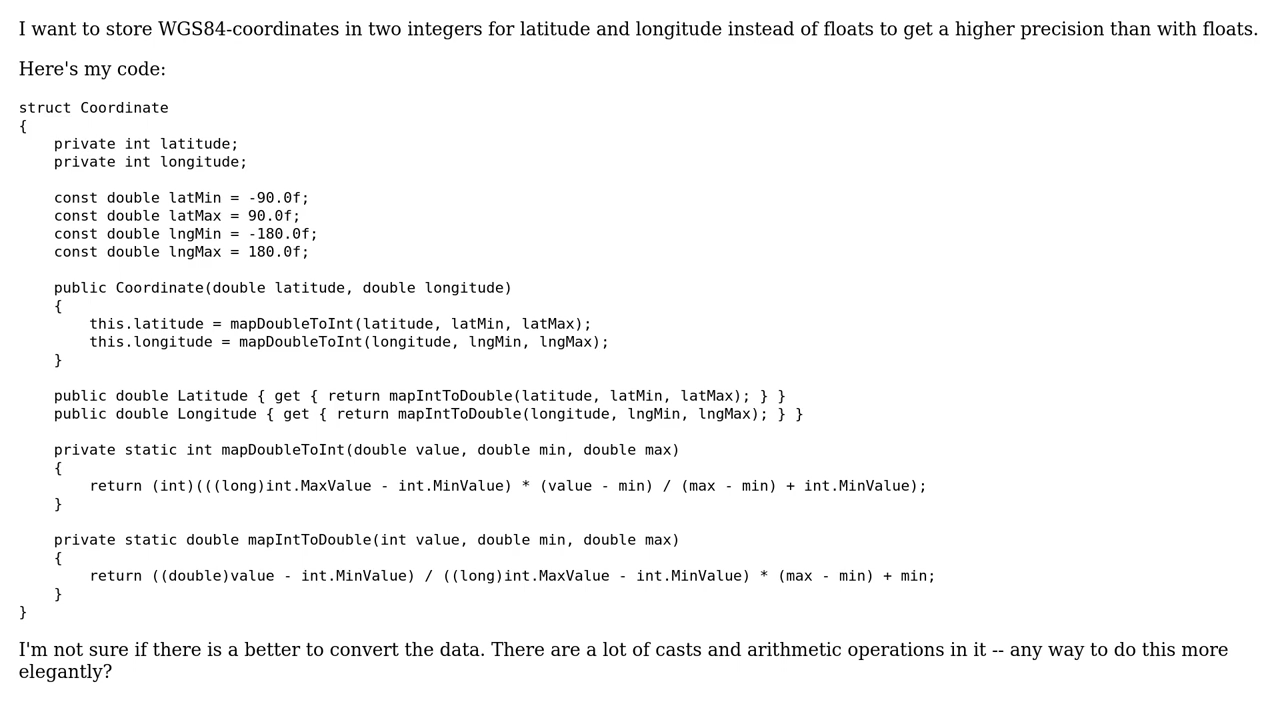 I want to store WGS84-coordinates in two integers for latitude and longitude instead of floats to get a higher precision than with floats.
Here's my code:
struct Coordinate
{
    private int latitude;
    private int longitude;

    const double latMin = -90.0f;
    const double latMax = 90.0f;
    const double lngMin = -180.0f;
    const double lngMax = 180.0f;

    public Coordinate(double latitude, double longitude)
    {
        this.latitude = mapDoubleToInt(latitude, latMin, latMax);
        this.longitude = mapDoubleToInt(longitude, lngMin, lngMax);
    }

    public double Latitude { get { return mapIntToDouble(latitude, latMin, latMax); } }
    public double Longitude { get { return mapIntToDouble(longitude, lngMin, lngMax); } }

    private static int mapDoubleToInt(double value, double min, double max)
    {
        return (int)(((long)int.MaxValue - int.MinValue) * (value - min) / (max - min) + int.MinValue);
    }

    private static double mapIntToDouble(int value, double min, double max)
    {
        return ((double)value - int.MinValue) / ((long)int.MaxValue - int.MinValue) * (max - min) + min;
    }
}
I'm not sure if there is a better to convert the data. There are a lot of casts and arithmetic operations in it -- any way to do this more
elegantly?